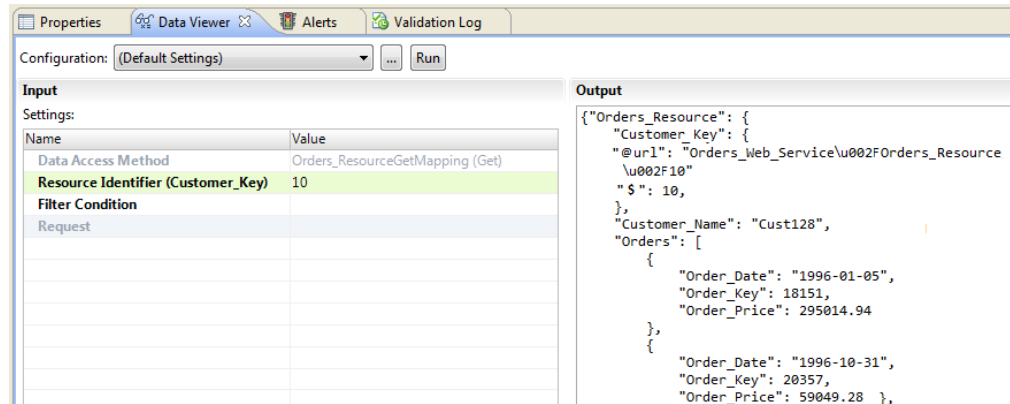 Properties Data Viewer Alerts Validation Log
Configuration: (Default Settings) ... Run
Input
Settings:
Name Value
Data Access Method Orders_ResourceGetMapping (Get)
Resource Identifier (Customer_Key) 10
Filter Condition
Request
Output
{"Orders_Resource": {
"Customer_Key": {
"@url": "Orders_Web_Service\u002FOrders_Resource
\u002F10"
"$": 10,
},
"Customer_Name": "Cust128",
"Orders": [
{
"Order_Date": "1996-01-05",
"Order_Key": 18151,
"Order_Price": 295014.94
},
{
"Order_Date": "1996-10-31",
"Order_Key": 20357,
"Order_Price": 59049.28 },